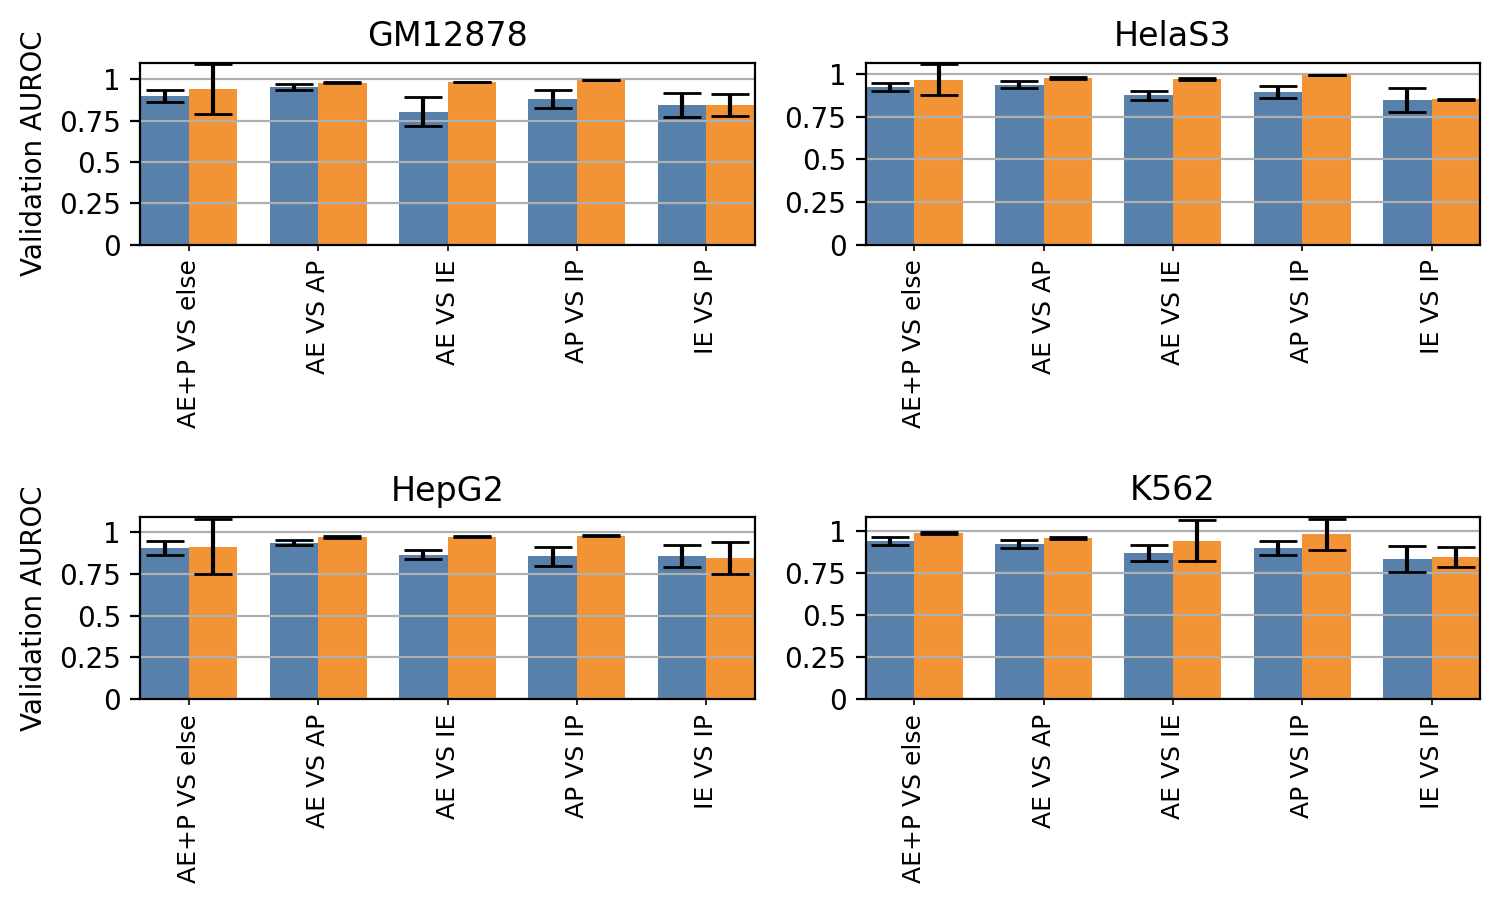 GM12878
Validation AUROC
1
0.75
0.5
0.25
0
AE+P VS else
AE VS AP
AE VS IE
AP VS IP
IE VS IP
HelaS3
1
0.75
0.5
0.25
0
AE+P VS else
AE VS AP
AE VS IE
AP VS IP
IE VS IP
HepG2
Validation AUROC
1
0.75
0.5
0.25
0
AE+P VS else
AE VS AP
AE VS IE
AP VS IP
IE VS IP
K562
1
0.75
0.5
0.25
0
AE+P VS else
AE VS AP
AE VS IE
AP VS IP
IE VS IP